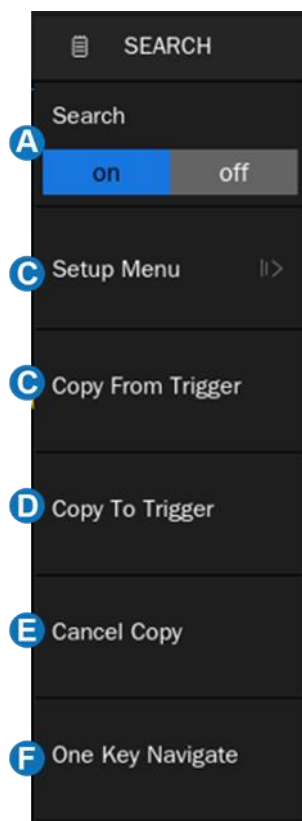 SEARCH
Search
A
on off
C Setup Menu
C Copy From Trigger
D Copy To Trigger
E Cancel Copy
F One Key Navigate